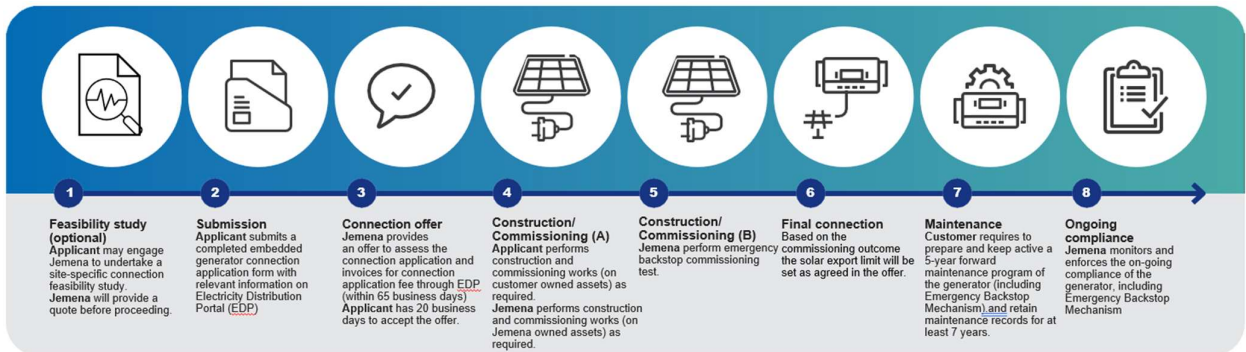 1
Feasibility study
(optional)
Applicant may engage
Jemena to undertake a
site-specific connection
feasibility study.
Jemena will provide a
quote before proceeding.
2
Submission
Applicant submits a
completed embedded
generator connection
application form with
relevant information on
Electricity Distribution
Portal (EDP)
3
Connection offer
Jemena provides
an offer to assess the
connection application and
invoices for connection
application fee through EDP
(within 65 business days)
Applicant has 20 business
days to accept the offer.
4
Construction/
Commissioning (A)
Applicant performs
construction and
commissioning works (on
customer owned assets) as
required.
Jemena performs construction
and commissioning works (on
Jemena owned assets) as
required.
5
Construction/
Commissioning (B)
Jemena perform emergency
backstop commissioning
test.
6
Final connection
Based on the
commissioning outcome
the solar export limit will be
set as agreed in the offer.
7
Maintenance
Customer requires to
prepare and keep active a
5-year forward
maintenance program of
the generator (including
Emergency Backstop
Mechanism).and retain
maintenance records for at
least 7 years.
8
Ongoing
compliance
Jemena monitors and
enforces the on-going
compliance of the
generator, including
Emergency Backstop
Mechanism